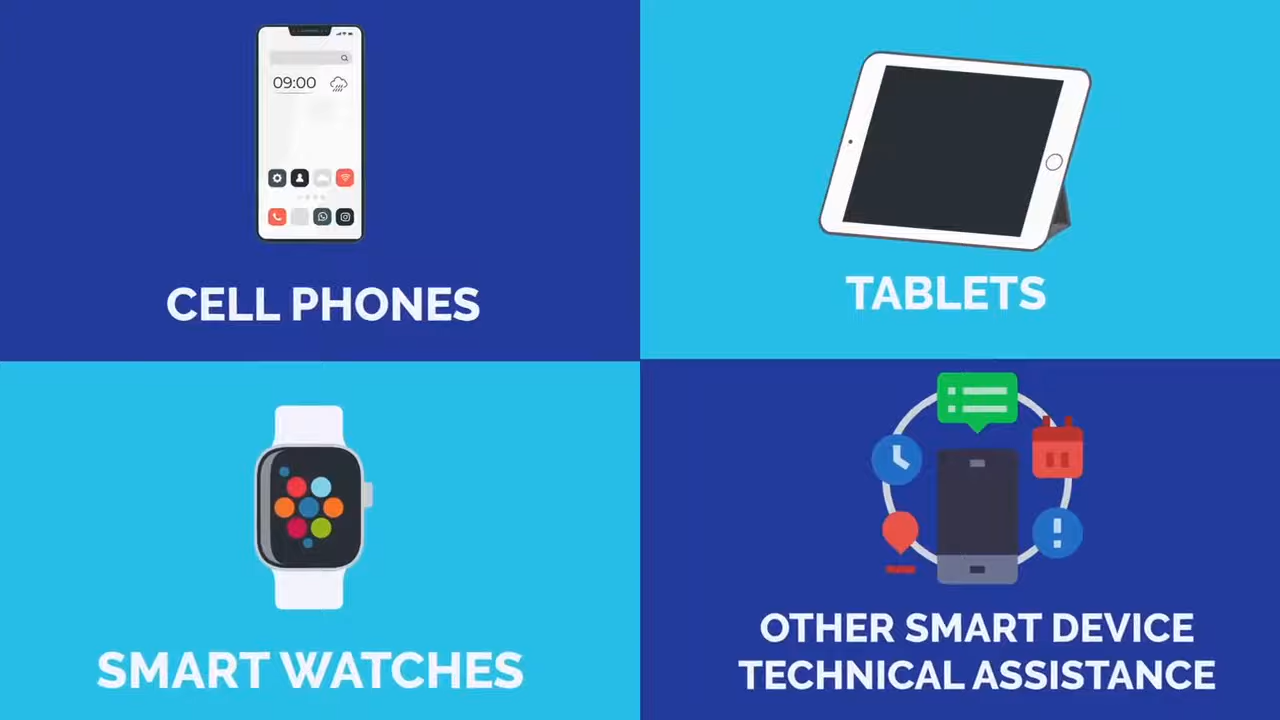 09:00
CELL PHONES
TABLETS
SMART WATCHES
OTHER SMART DEVICE
TECHNICAL ASSISTANCE